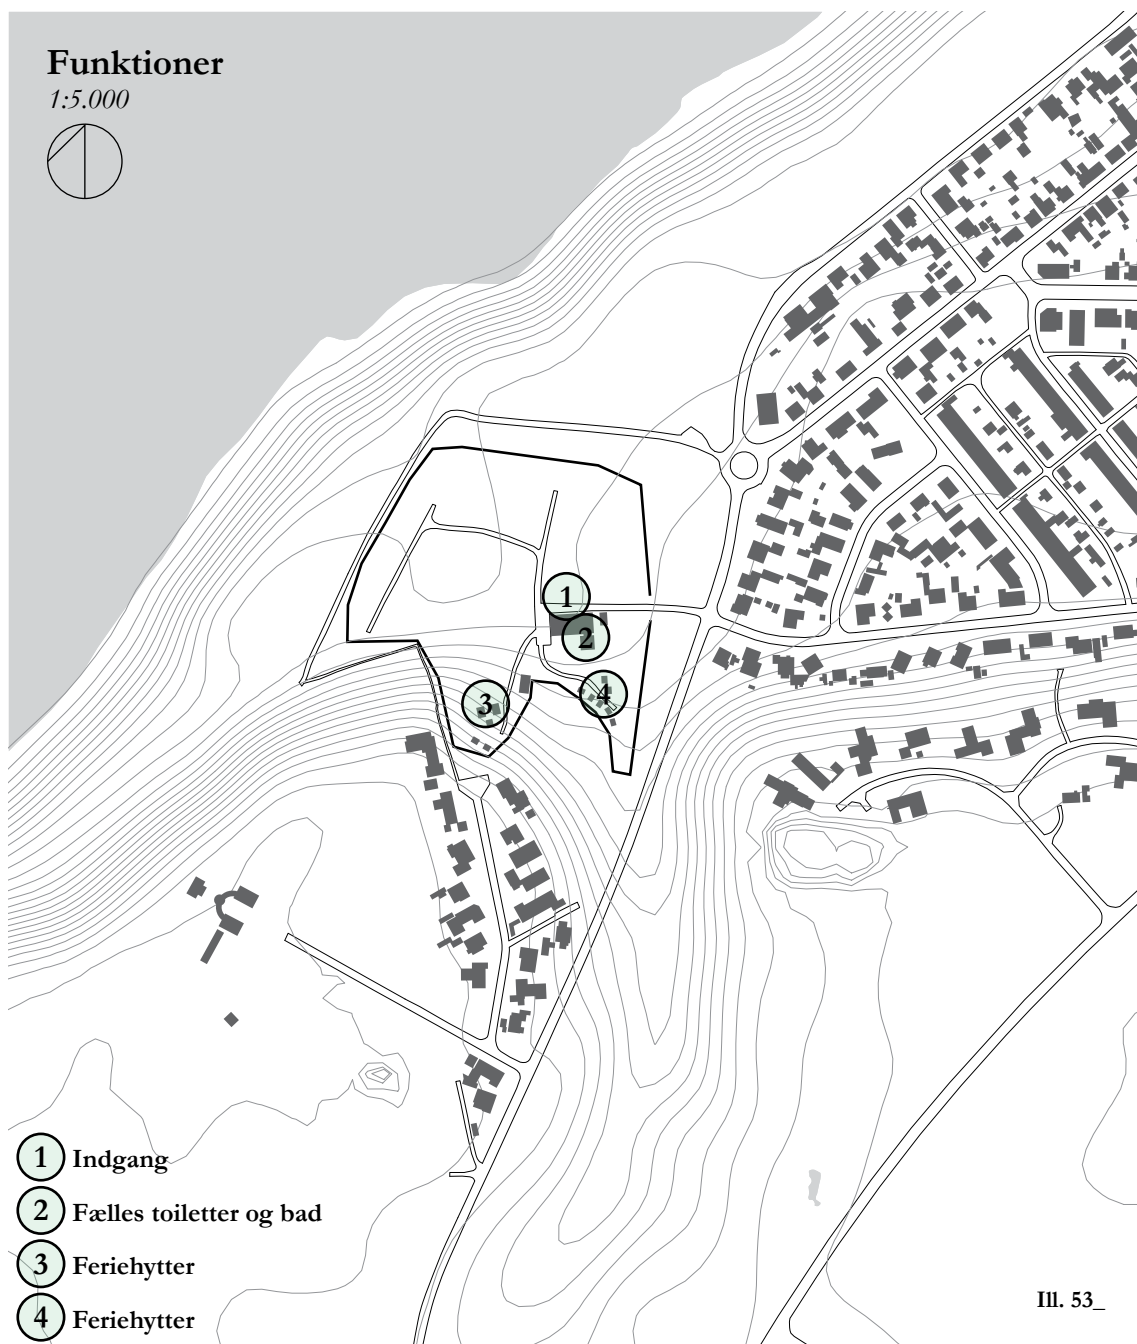 Funktioner
1:5.000
1
2
3
4
1 Indgang
2 Fælles toiletter og bad
3 Feriehytter
4 Feriehytter
Ill. 53_